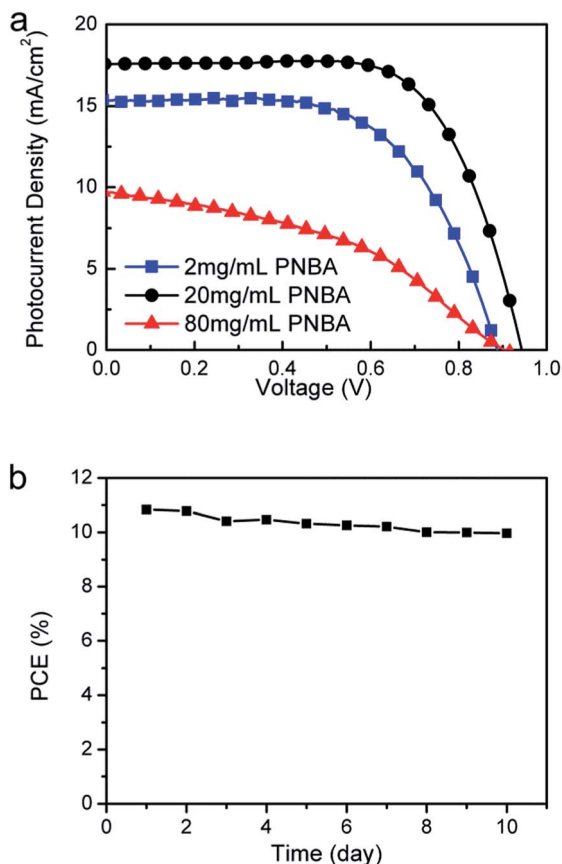 a
Photocurrent Density (mA/cm²)
20
15
10
5
0
2mg/mL PNBA
20mg/mL PNBA
80mg/mL PNBA
0.0 0.2 0.4 0.6 0.8 1.0
Voltage (V)
b
PCE (%)
12
10
8
6
4
2
0
0 2 4 6 8 10
Time (day)